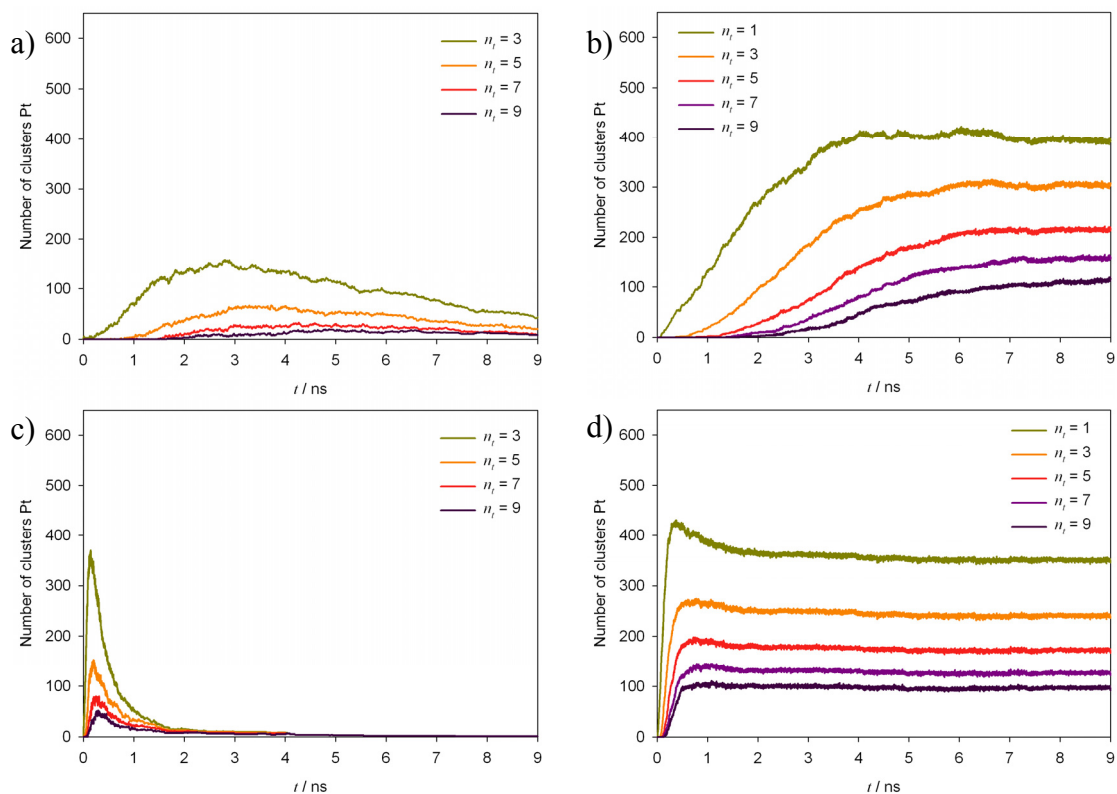 a)
Number of clusters Pt
600
500
400
300
200
100
0
n_t = 3
n_t = 5
n_t = 7
n_t = 9
0 1 2 3 4 5 6 7 8 9
t / ns
b)
Number of clusters Pt
600
500
400
300
200
100
0
n_t = 1
n_t = 3
n_t = 5
n_t = 7
n_t = 9
0 1 2 3 4 5 6 7 8 9
t / ns
c)
Number of clusters Pt
600
500
400
300
200
100
0
n_t = 3
n_t = 5
n_t = 7
n_t = 9
0 1 2 3 4 5 6 7 8 9
t / ns
d)
Number of clusters Pt
600
500
400
300
200
100
0
n_t = 1
n_t = 3
n_t = 5
n_t = 7
n_t = 9
0 1 2 3 4 5 6 7 8 9
t / ns